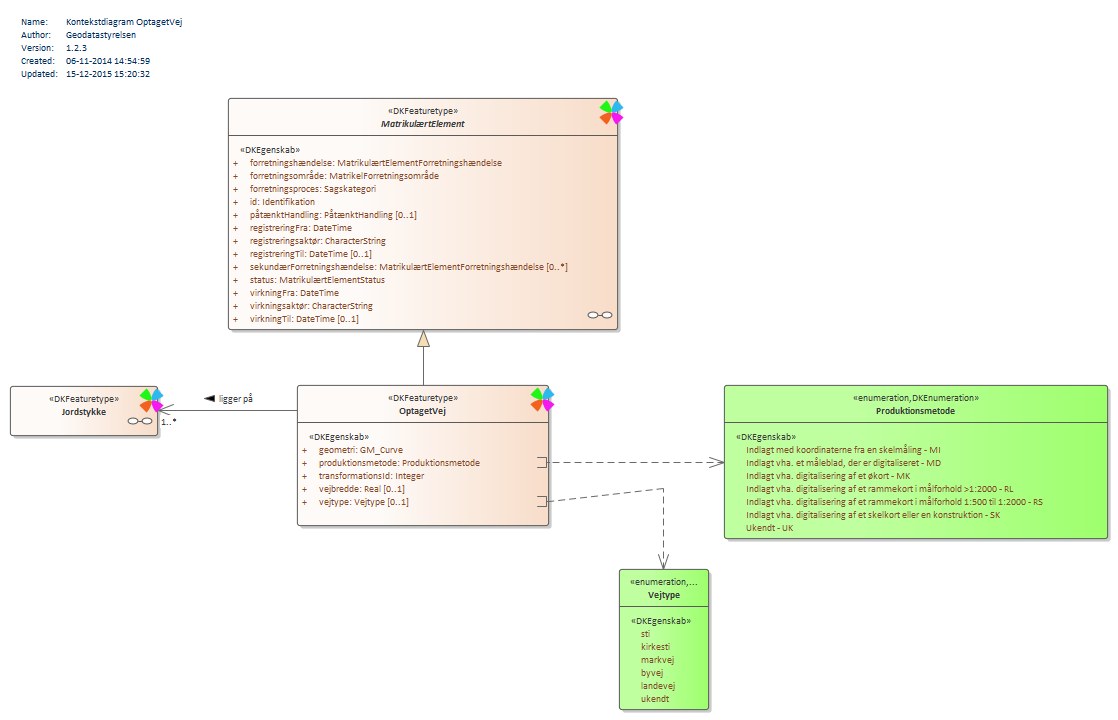 Name: Kontekstdiagram OptagetVej
Author: Geodatastyrelsen
Version: 1.2.3
Created: 06-11-2014 14:54:59
Updated: 15-12-2015 15:20:32
«DKFeaturetype»
MatrikulærtElement
«DKEgenskab»
+ forretningshændelse: MatrikulærtElementForretningshændelse
+ forretningsområde: MatrikelForretningsområde
+ forretningsproces: Sagskategori
+ id: Identifikation
+ påtænktHandling: PåtænktHandling [0..1]
+ registreringFra: DateTime
+ registreringsaktør: CharacterString
+ registreringTil: DateTime [0..1]
+ sekundærForretningshændelse: MatrikulærtElementForretningshændelse [0..*]
+ status: MatrikulærtElementStatus
+ virkningFra: DateTime
+ virkningsaktør: CharacterString
+ virkningTil: DateTime [0..1]
«DKFeaturetype»
Jordstykke
ligger på
1..*
«DKFeaturetype»
OptagetVej
«DKEgenskab»
+ geometri: GM_Curve
+ produktionsmetode: Produktionsmetode
+ transformationsId: Integer
+ vejbredde: Real [0..1]
+ vejtype: Vejtype [0..1]
«enumeration,DKEnumeration»
Produktionsmetode
«DKEgenskab»
Indlagt med koordinaterne fra en skelmåling - MI
Indlagt vha. et måleblad, der er digitaliseret - MD
Indlagt vha. digitalisering af et økort - MK
Indlagt vha. digitalisering af et rammekort i målforhold >1:2000 - RL
Indlagt vha. digitalisering af et rammekort i målforhold 1:500 til 1:2000 - RS
Indlagt vha. digitalisering af et skelkort eller en konstruktion - SK
Ukendt - UK
«enumeration,...
Vejtype
«DKEgenskab»
sti
kirkesti
markvej
byvej
landevej
ukendt